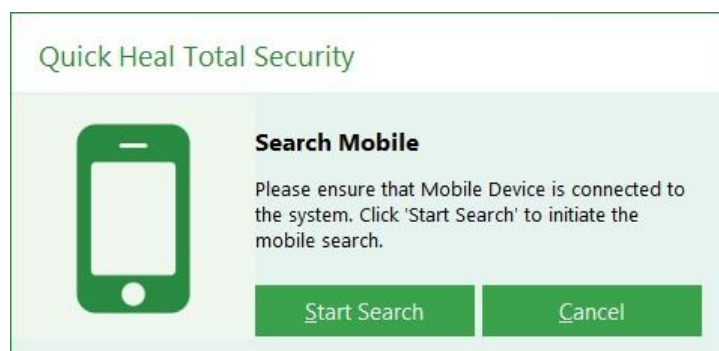 Quick Heal Total Security
Search Mobile
Please ensure that Mobile Device is connected to
the system. Click 'Start Search' to initiate the
mobile search.
Start Search
Cancel